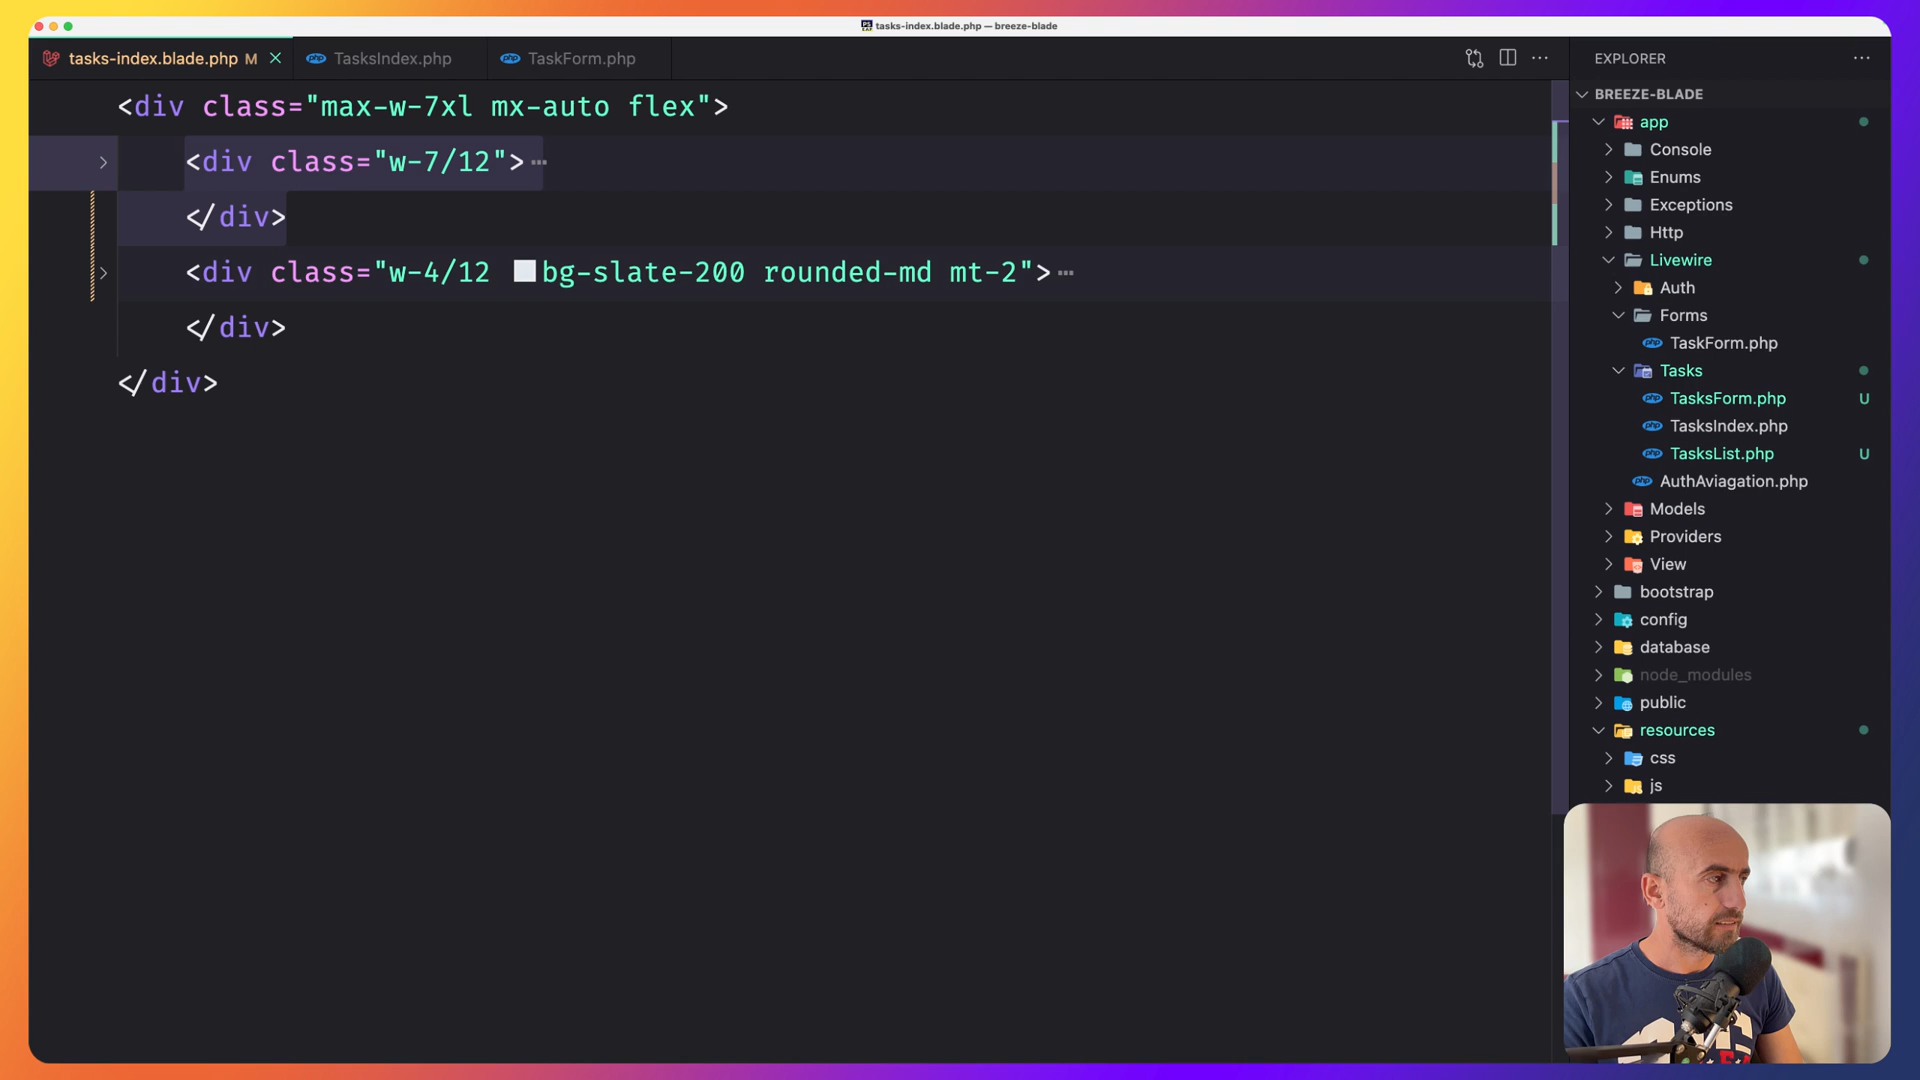 tasks-index.blade.php — breeze-blade
tasks-index.blade.php M
TasksIndex.php
TaskForm.php
<div class="max-w-7xl mx-auto flex">
<div class="w-7/12">
</div>
<div class="w-4/12 bg-slate-200 rounded-md mt-2">
</div>
</div>
EXPLORER
BREEZE-BLADE
app
Console
Enums
Exceptions
Http
Livewire
Auth
Forms
TaskForm.php
Tasks
TasksForm.php U
TasksIndex.php
TasksList.php U
AuthAviagation.php
Models
Providers
View
bootstrap
config
database
node_modules
public
resources
css
js